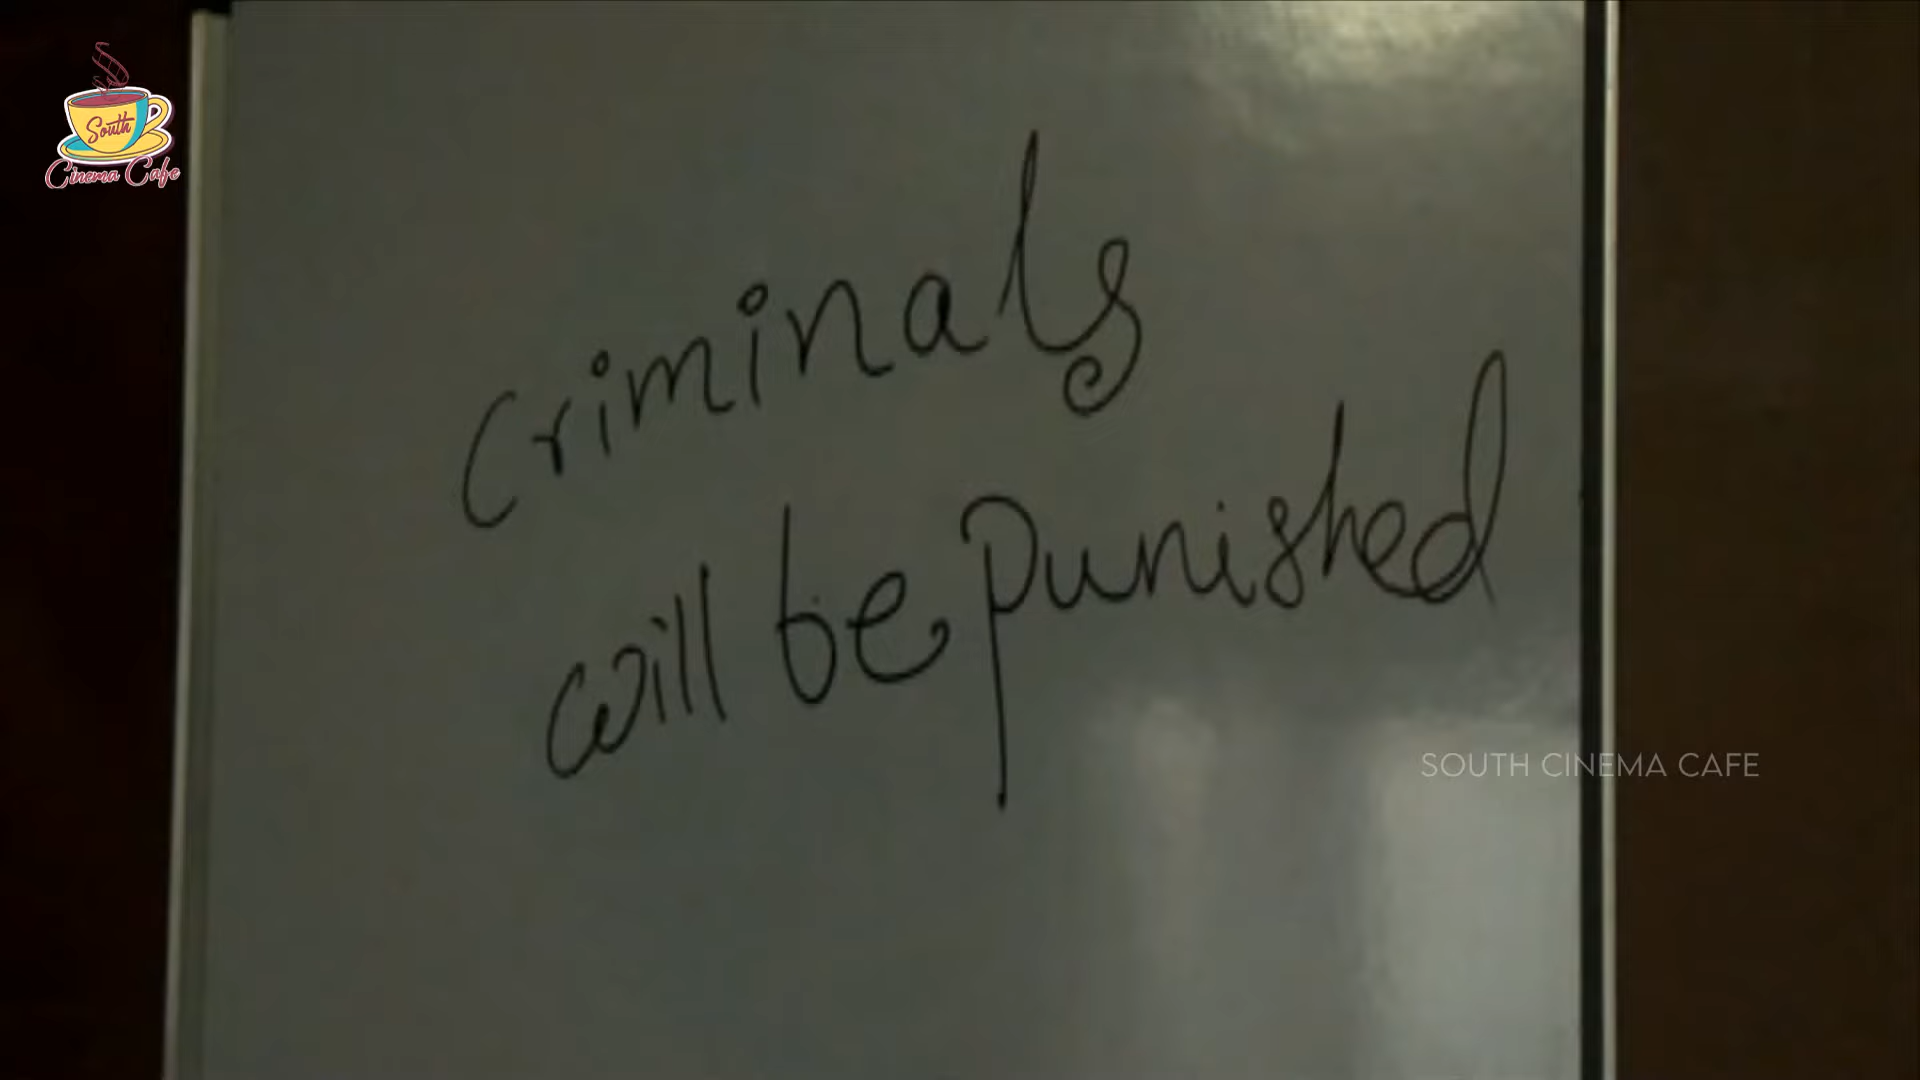 South
Cinema Cafe
Criminals
will be punished
SOUTH CINEMA CAFE